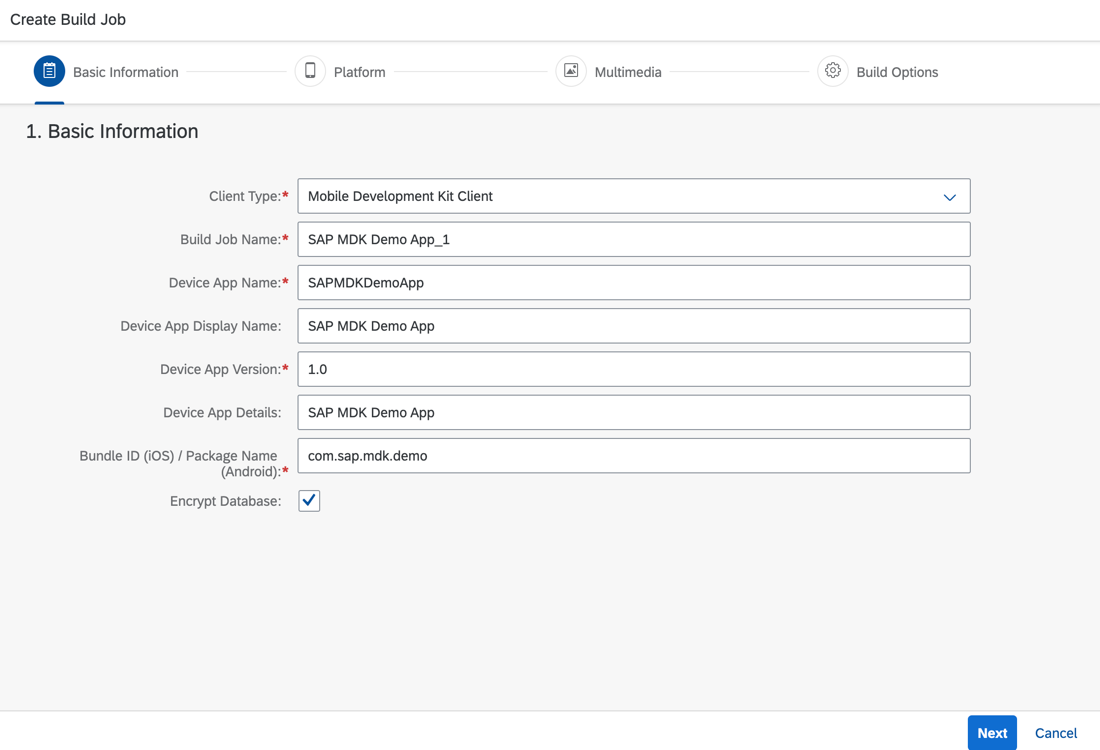 Create Build Job
Basic Information
Platform
Multimedia
Build Options
1. Basic Information
Client Type:*
Mobile Development Kit Client
Build Job Name:*
SAP MDK Demo App_1
Device App Name:*
SAPMDKDemoApp
Device App Display Name:
SAP MDK Demo App
Device App Version:*
1.0
Device App Details:
SAP MDK Demo App
Bundle ID (iOS) / Package Name
(Android):*
com.sap.mdk.demo
Encrypt Database:
Next
Cancel